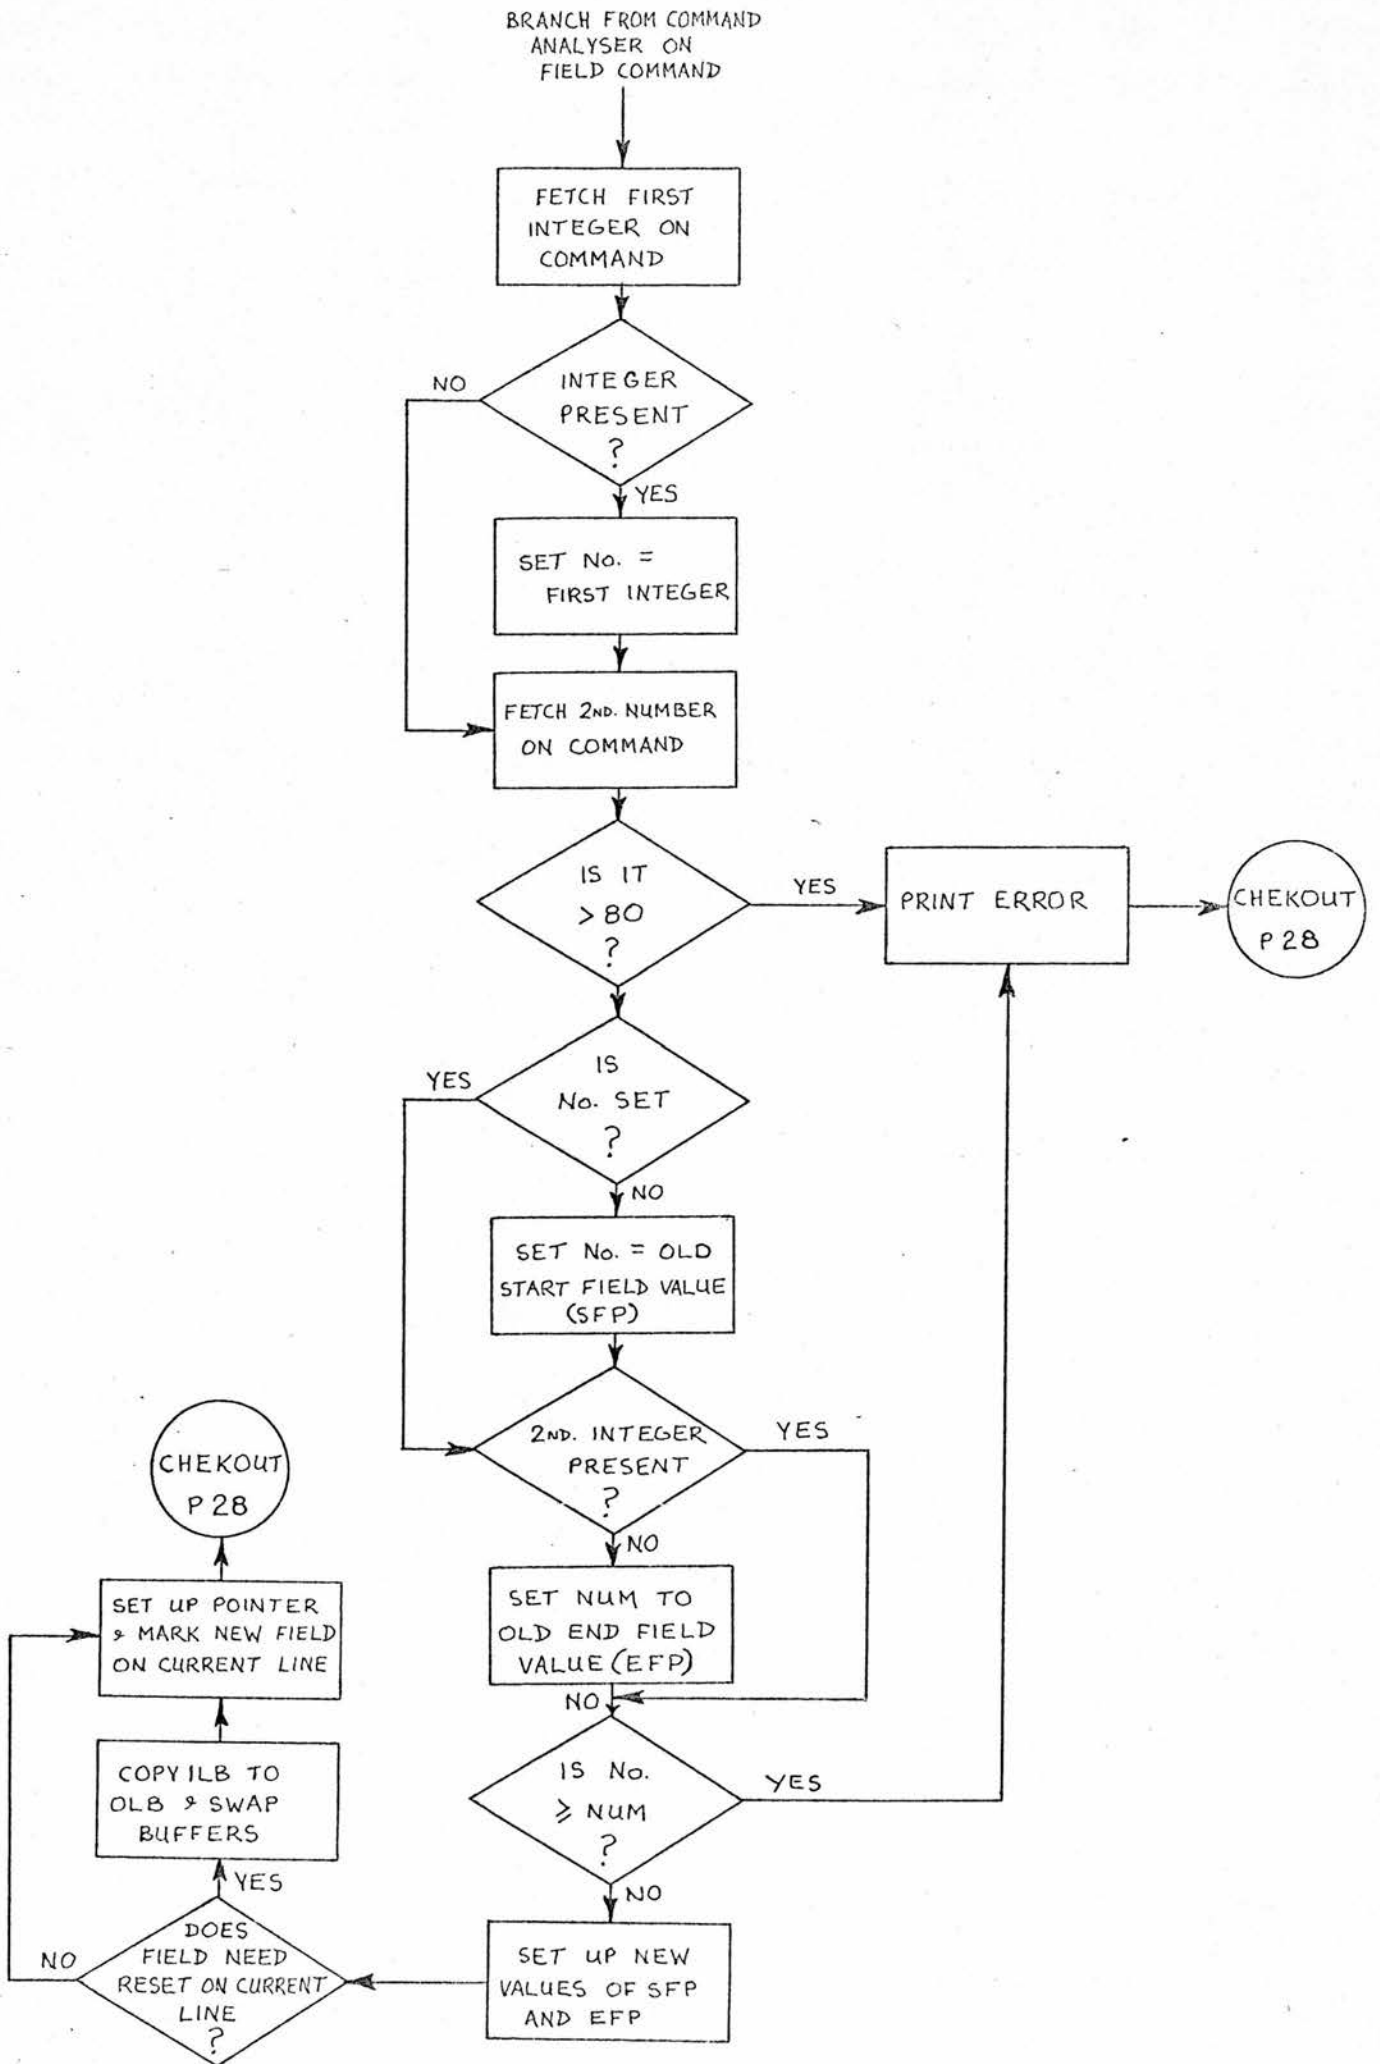 BRANCH FROM COMMAND
ANALYSER ON
FIELD COMMAND
FETCH FIRST
INTEGER ON
COMMAND
NO
INTEGER
PRESENT
?
YES
SET No. =
FIRST INTEGER
FETCH 2ND. NUMBER
ON COMMAND
IS IT
> 80
?
YES
PRINT ERROR
CHEKOUT
P 28
YES
IS
No. SET
?
NO
SET No. = OLD
START FIELD VALUE
(SFP)
2ND. INTEGER
PRESENT
?
YES
NO
SET NUM TO
OLD END FIELD
VALUE (EFP)
NO
IS No.
≥ NUM
?
YES
NO
SET UP NEW
VALUES OF SFP
AND EFP
DOES
FIELD NEED
RESET ON CURRENT
LINE
?
NO
YES
COPY ILB TO
OLB & SWAP
BUFFERS
SET UP POINTER
& MARK NEW FIELD
ON CURRENT LINE
CHEKOUT
P 28